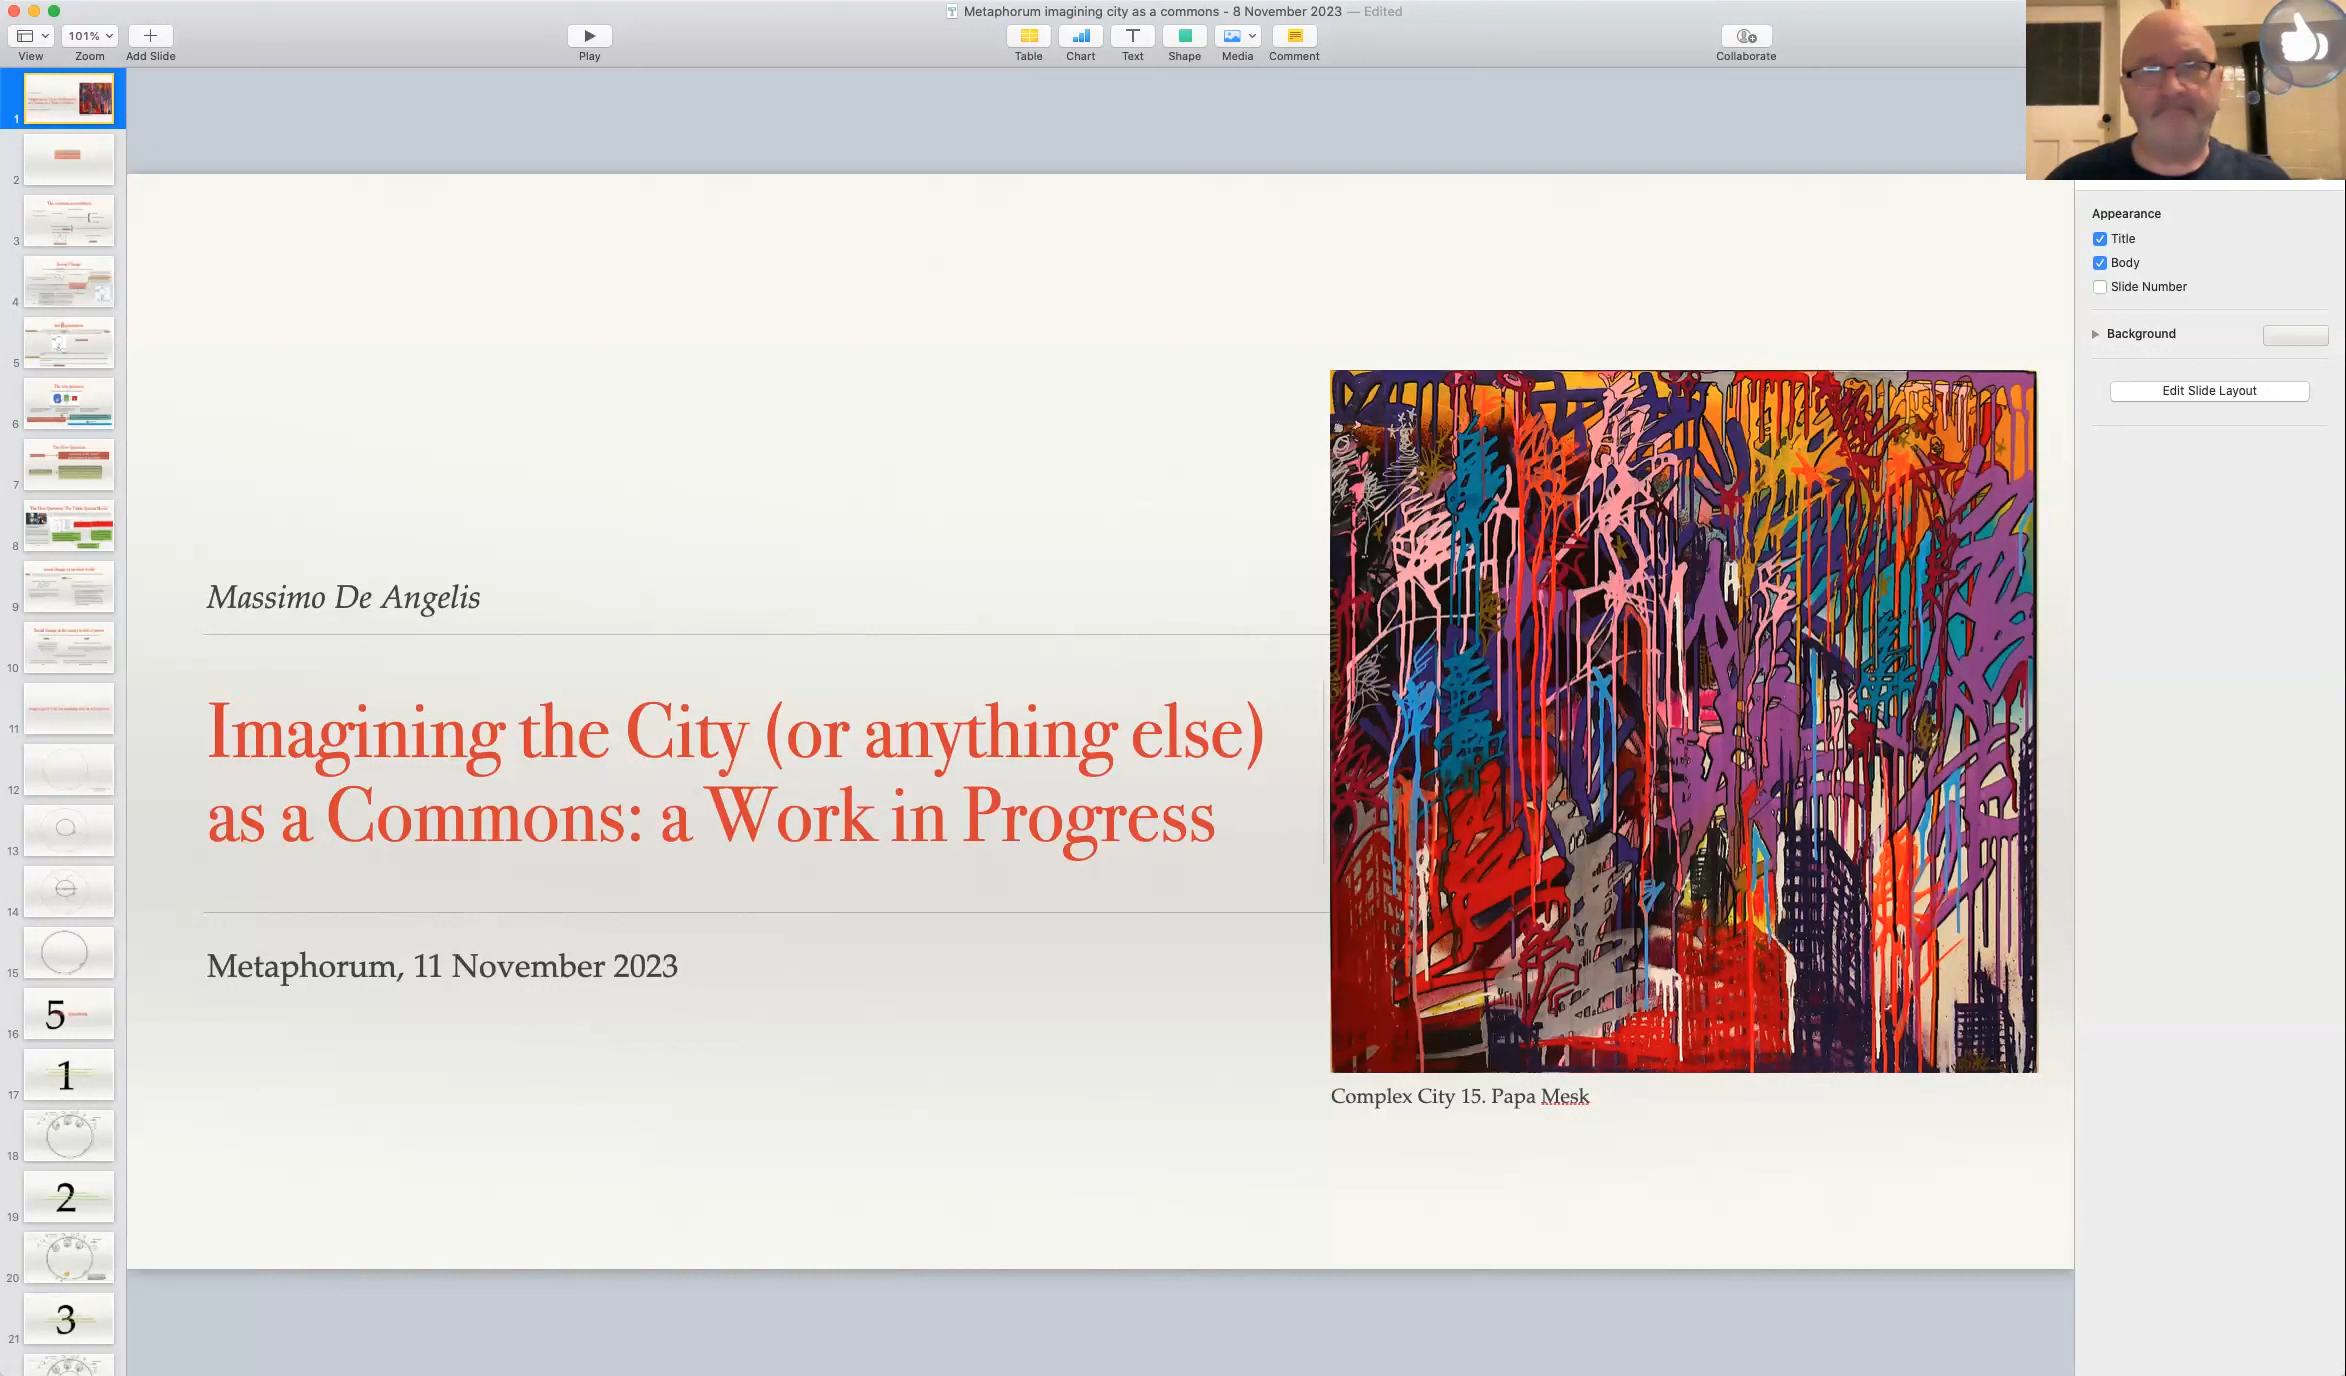 Metaphorum imagining city as a commons - 8 November 2023 — Edited
101%
View
Zoom
Add Slide
Play
Table
Chart
Text
Shape
Media
Comment
Collaborate
Appearance
Title
Body
Slide Number
Background
Edit Slide Layout
Massimo De Angelis
Imagining the City (or anything else)
as a Commons: a Work in Progress
Metaphorum, 11 November 2023
Complex City 15. Papa Mesk
1
2
3
4
Social Change
5
6
7
8
9
10
11
12
13
14
15
5
16
1
17
18
2
19
20
3
21